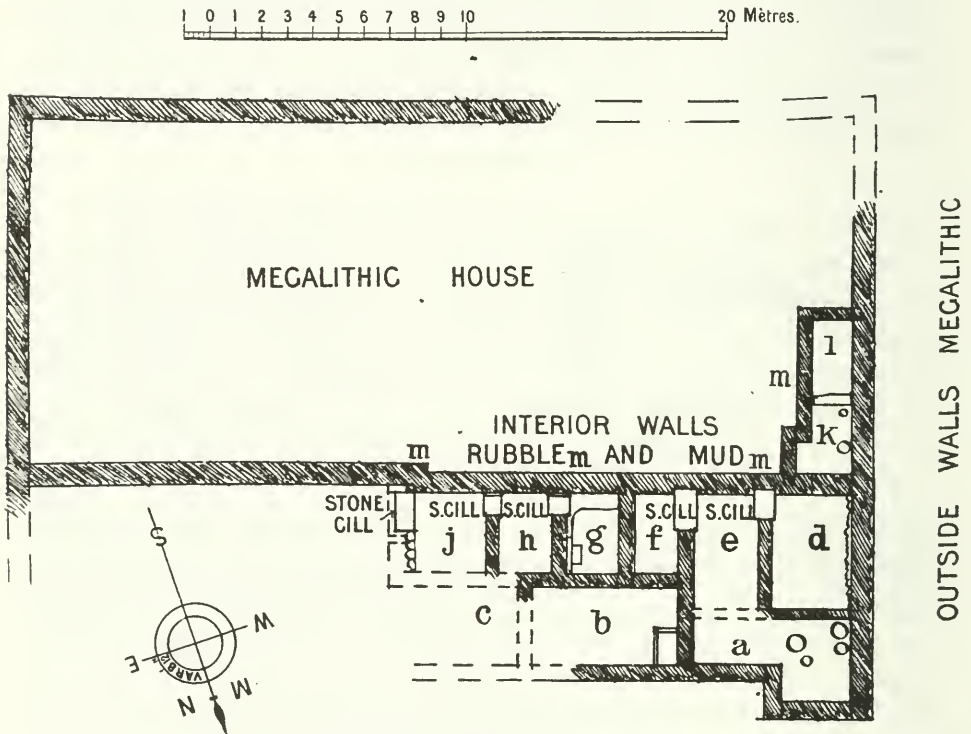 1 0 1 2 3 4 5 6 7 8 9 10 20 Mètres.
MEGALITHIC HOUSE
OUTSIDE WALLS MEGALITHIC
l
m
k
INTERIOR WALLS
RUBBLE m AND MUD m
m
STONE
CILL
S.CILL
S.CILL
S.CILL
S.CILL
j
h
g
f
e
d
c
b
a
S
W
E
N
M